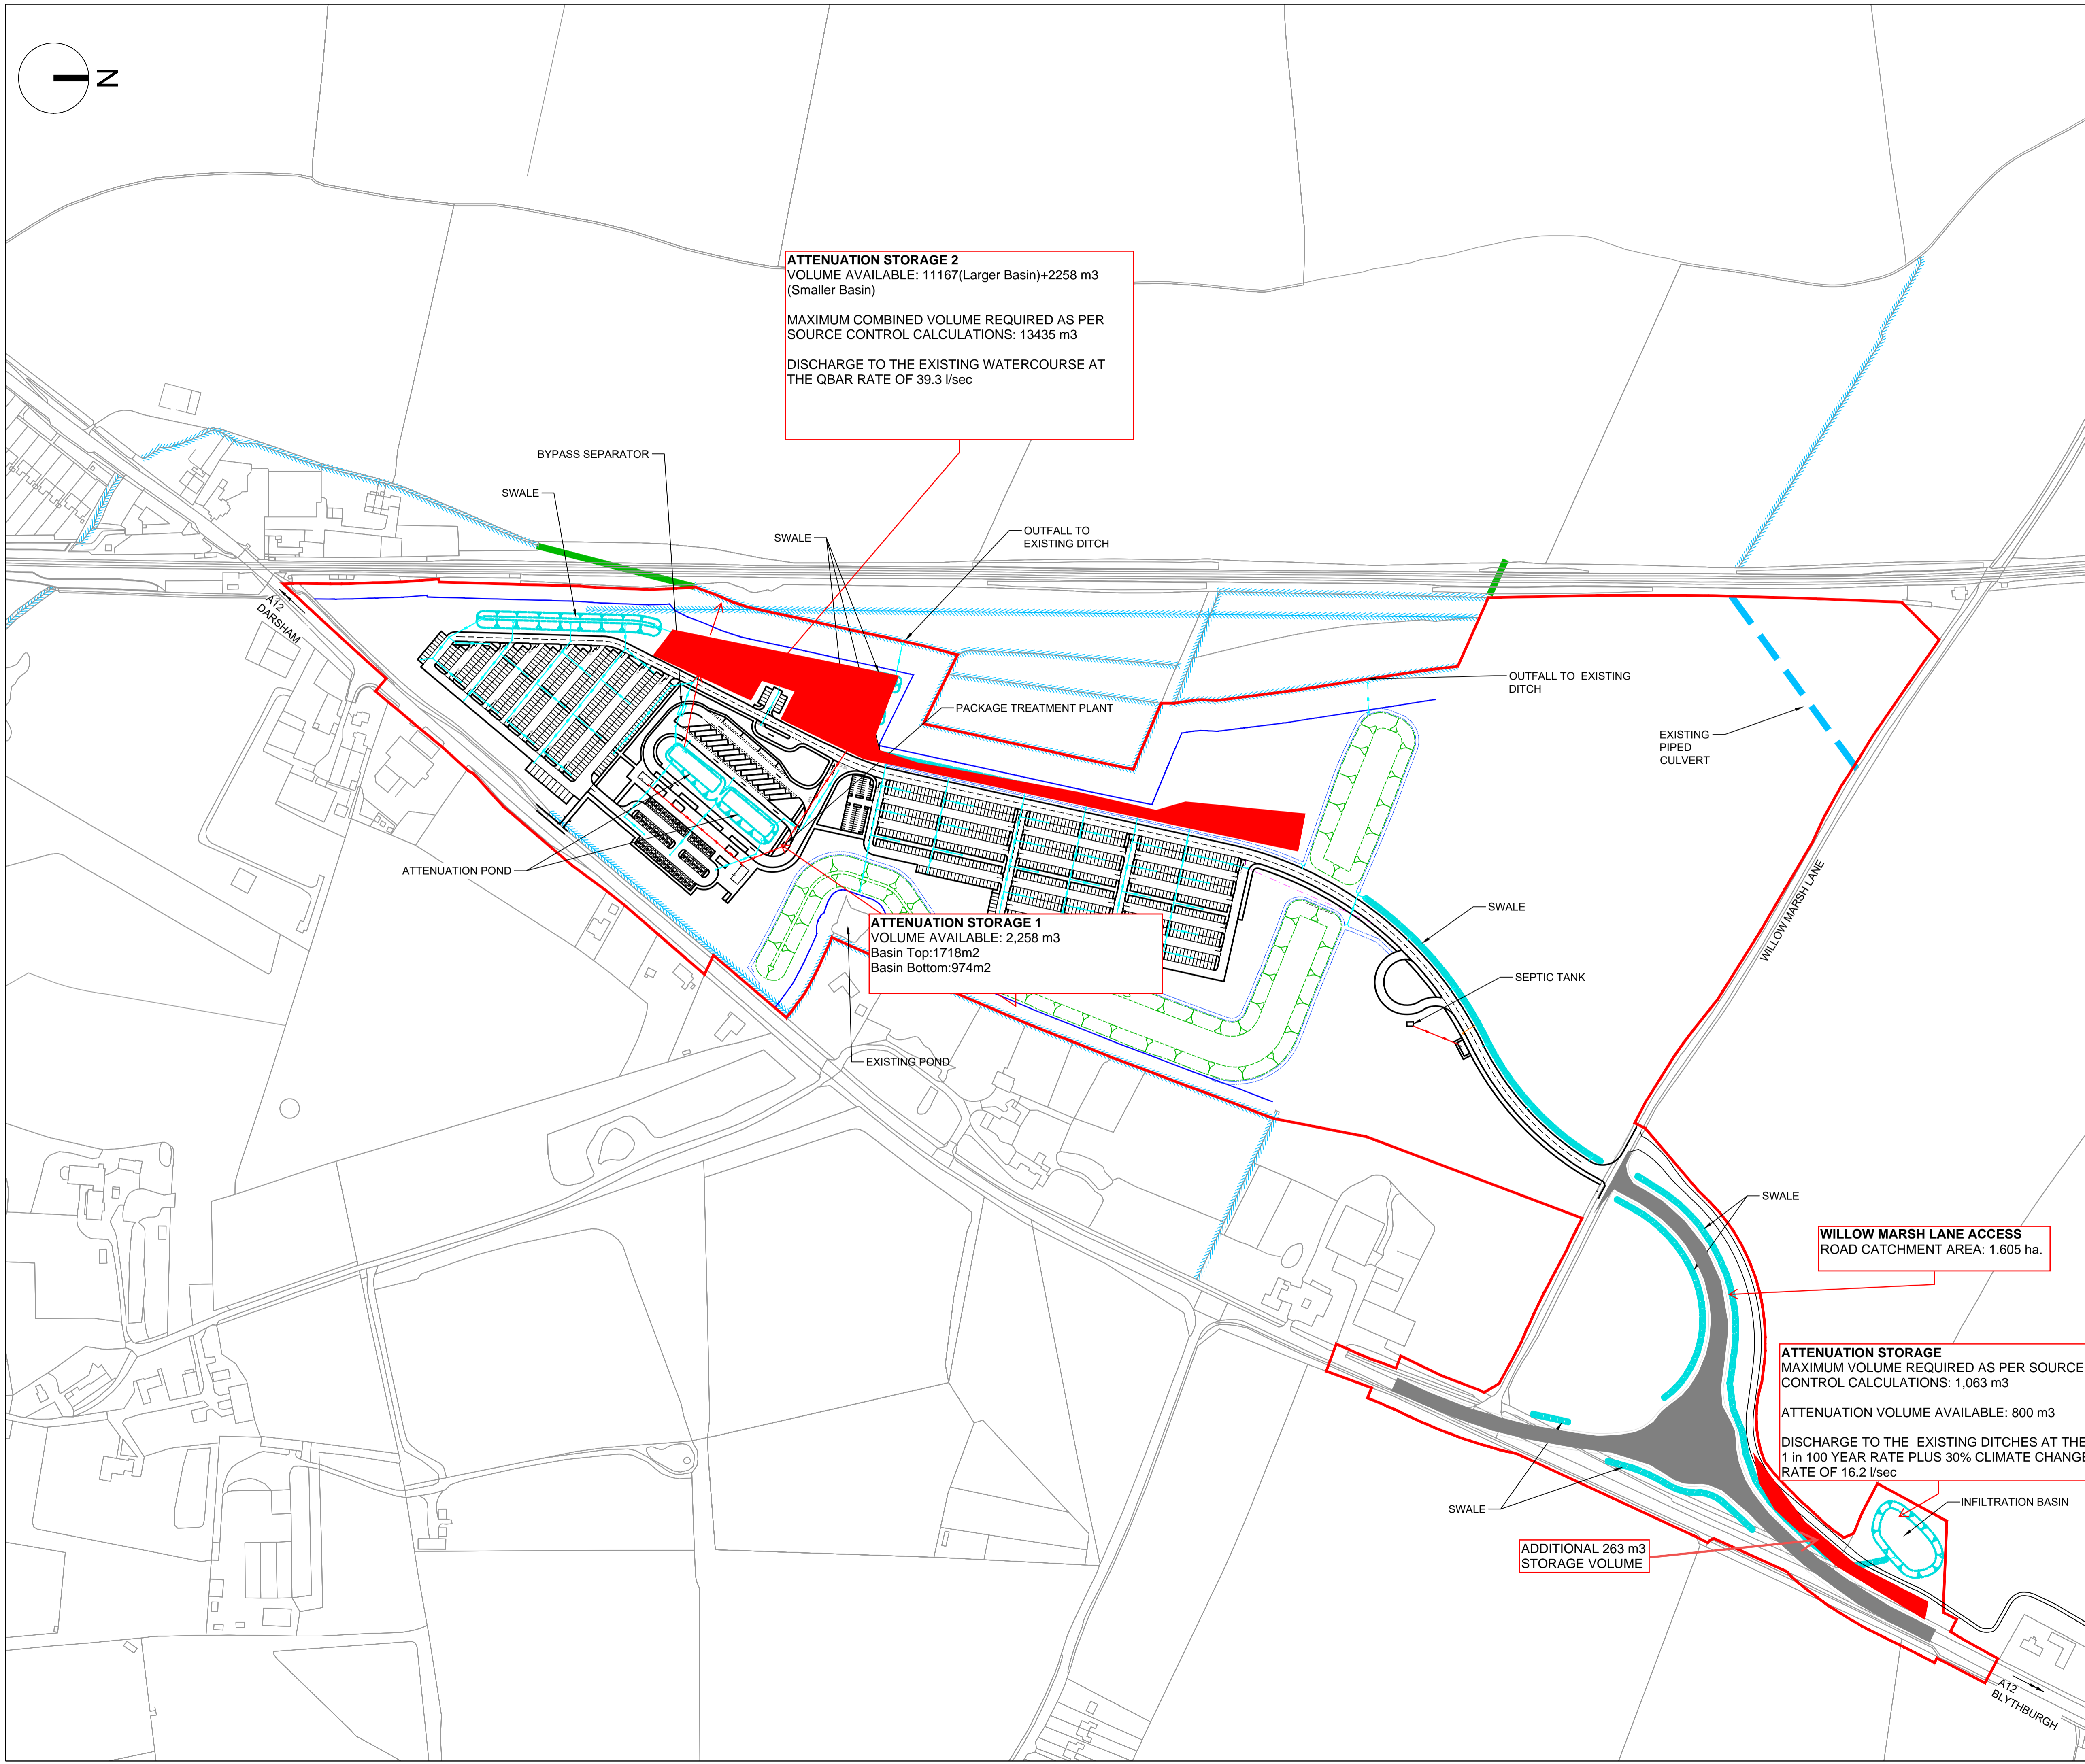 N
ATTENUATION STORAGE 2
VOLUME AVAILABLE: 11167(Larger Basin)+2258 m3
(Smaller Basin)
MAXIMUM COMBINED VOLUME REQUIRED AS PER
SOURCE CONTROL CALCULATIONS: 13435 m3
DISCHARGE TO THE EXISTING WATERCOURSE AT
THE QBAR RATE OF 39.3 l/sec
BYPASS SEPARATOR
SWALE
SWALE
OUTFALL TO
EXISTING DITCH
A12
DARSHAM
OUTFALL TO EXISTING
DITCH
PACKAGE TREATMENT PLANT
EXISTING
PIPED
CULVERT
ATTENUATION POND
WILLOW MARSH LANE
SWALE
ATTENUATION STORAGE 1
VOLUME AVAILABLE: 2,258 m3
Basin Top:1718m2
Basin Bottom:974m2
SEPTIC TANK
EXISTING POND
SWALE
WILLOW MARSH LANE ACCESS
ROAD CATCHMENT AREA: 1.605 ha.
ATTENUATION STORAGE
MAXIMUM VOLUME REQUIRED AS PER SOURCE
CONTROL CALCULATIONS: 1,063 m3
ATTENUATION VOLUME AVAILABLE: 800 m3
DISCHARGE TO THE EXISTING DITCHES AT THE
1 in 100 YEAR RATE PLUS 30% CLIMATE CHANGE
RATE OF 16.2 l/sec
INFILTRATION BASIN
SWALE
ADDITIONAL 263 m3
STORAGE VOLUME
A12
BLYTHBURGH